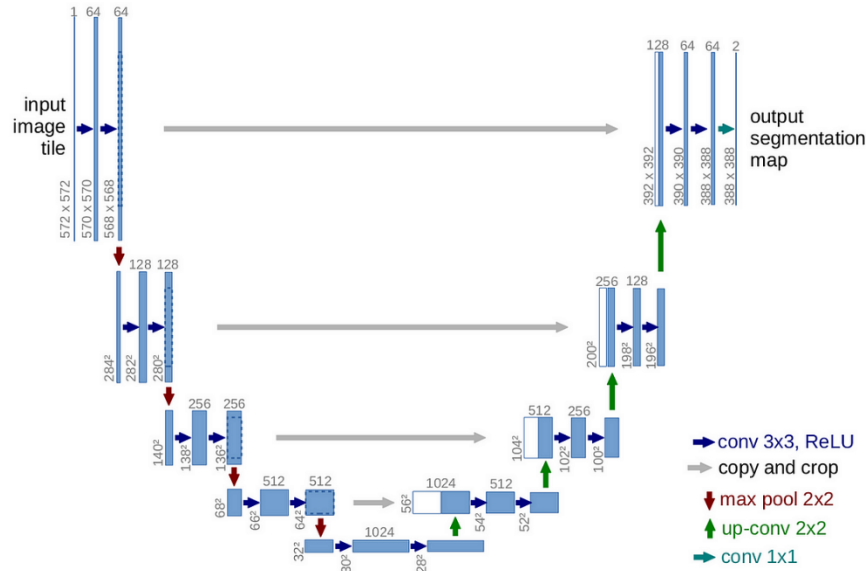 1 64 64
128 64 64 2
input
image
tile
output
segmentation
map
572 x 572
570 x 570
568 x 568
392 x 392
390 x 390
388 x 388
388 x 388
128 128
256 128
284²
282²
280²
200²
198²
196²
256 256
512 256
140²
138²
136²
104²
102²
100²
512 512
1024 512
68²
66²
64²
56²
54²
52²
1024
32²
30²
28²
conv 3x3, ReLU
copy and crop
max pool 2x2
up-conv 2x2
conv 1x1